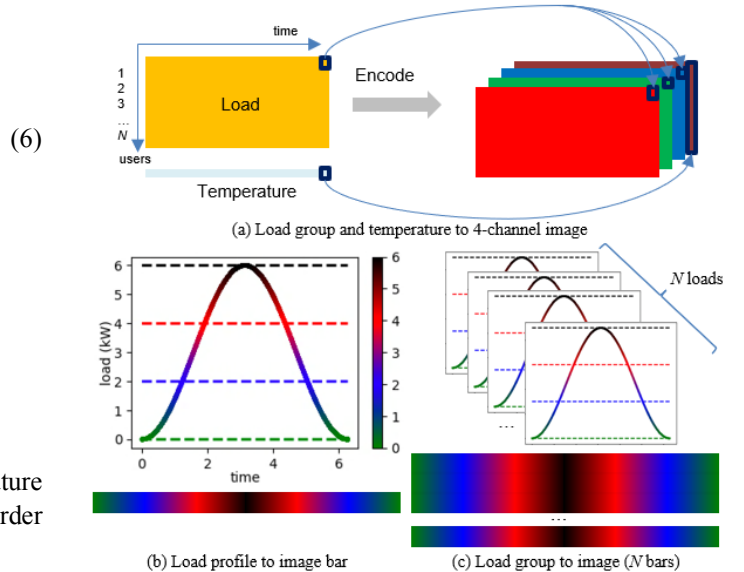 time
1
2
3
...
N
users
Load
Encode
Temperature
(6)
(a) Load group and temperature to 4-channel image
6
5
4
3
2
1
0
load (kW)
0 2 4 6
time
6
5
4
3
2
1
0
N loads
...
ture
rder
...
(b) Load profile to image bar
(c) Load group to image (N bars)